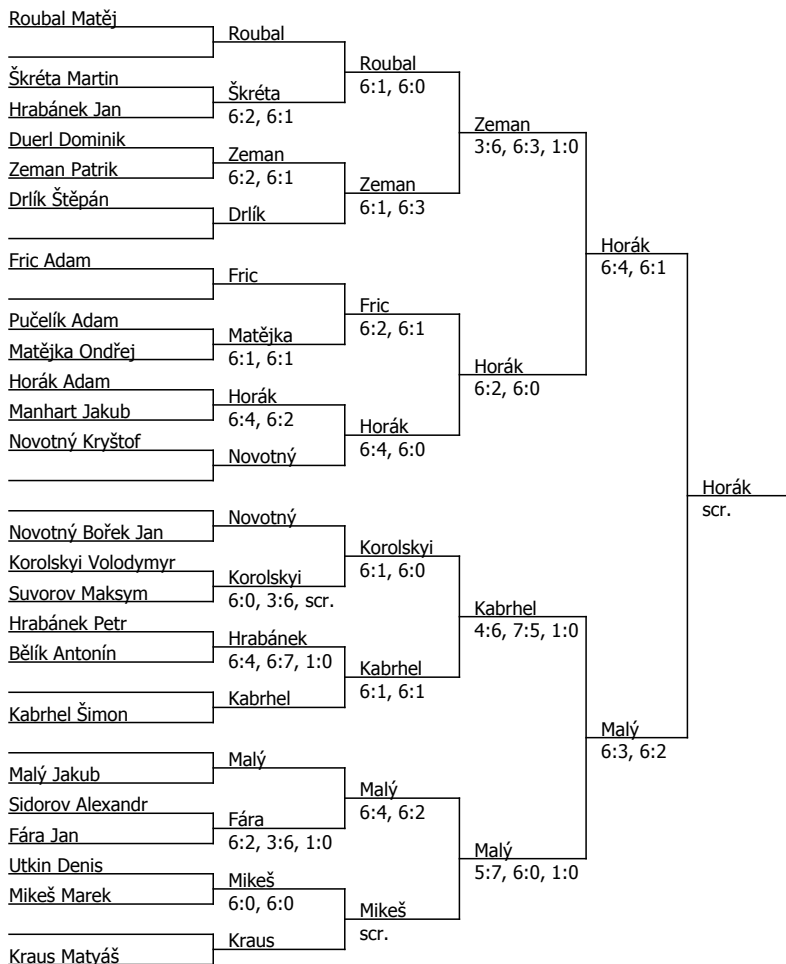 Roubal Matěj
Škréta Martin
Hrabánek Jan
Duerl Dominik
Zeman Patrik
Drlík Štěpán
Fric Adam
Pučelík Adam
Matějka Ondřej
Horák Adam
Manhart Jakub
Novotný Kryštof
Novotný Bořek Jan
Korolskyi Volodymyr
Suvorov Maksym
Hrabánek Petr
Bělík Antonín
Kabrhel Šimon
Malý Jakub
Sidorov Alexandr
Fára Jan
Utkin Denis
Mikeš Marek
Kraus Matyáš
Roubal
Škréta
6:2, 6:1
Zeman
6:2, 6:1
Drlík
Fric
Matějka
6:1, 6:1
Horák
6:4, 6:2
Novotný
Novotný
Korolskyi
6:0, 3:6, scr.
Hrabánek
6:4, 6:7, 1:0
Kabrhel
Malý
Fára
6:2, 3:6, 1:0
Mikeš
6:0, 6:0
Kraus
Roubal
6:1, 6:0
Zeman
6:1, 6:3
Fric
6:2, 6:1
Horák
6:4, 6:0
Korolskyi
6:1, 6:0
Kabrhel
6:1, 6:1
Malý
6:4, 6:2
Mikeš
scr.
Zeman
3:6, 6:3, 1:0
Horák
6:2, 6:0
Kabrhel
4:6, 7:5, 1:0
Malý
5:7, 6:0, 1:0
Horák
6:4, 6:1
Malý
6:3, 6:2
Horák
scr.